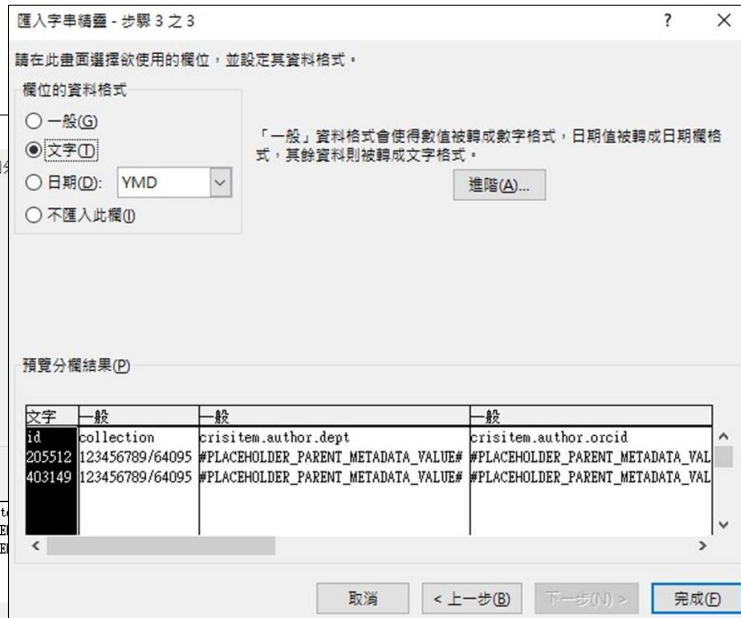 匯入字串精靈 - 步驟 3 之 3
請在此畫面選擇欲使用的欄位，並設定其資料格式。
欄位的資料格式
一般(G)
文字(T)
日期(D): YMD
不匯入此欄(I)
「一般」資料格式會使得數值被轉成數字格式，日期值被轉成日期欄格
式，其餘資料則被轉成文字格式。
進階(A)...
預覽分欄結果(P)
文字 一般 一般 一般
id collection crisitem.author.dept crisitem.author.orcid
205512 123456789/64095 #PLACEHOLDER_PARENT_METADATA_VALUE# #PLACEHOLDER_PARENT_METADATA_VAL
403149 123456789/64095 #PLACEHOLDER_PARENT_METADATA_VALUE# #PLACEHOLDER_PARENT_METADATA_VAL
取消 < 上一步(B) 下一步(N) > 完成(F)